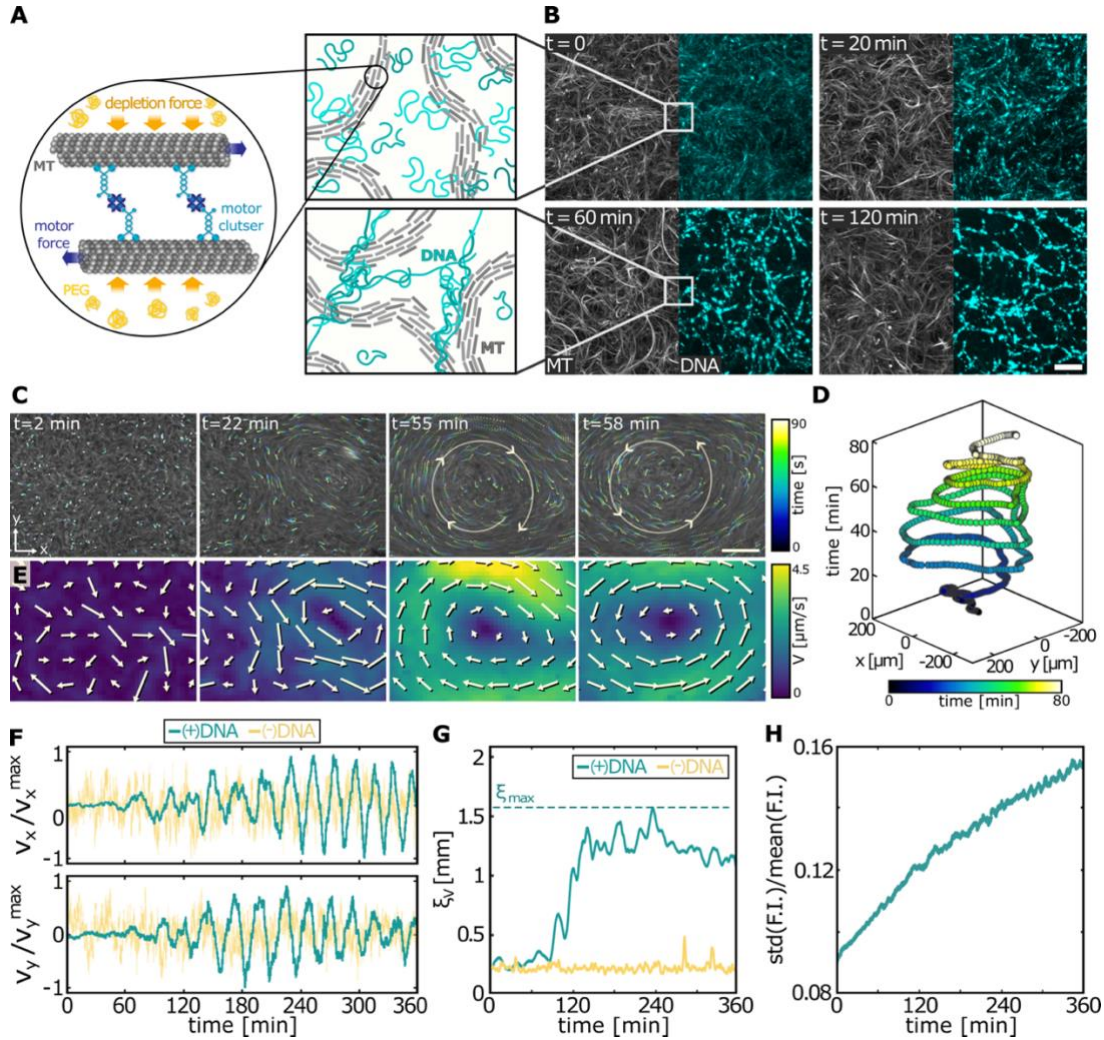 A
depletion force
MT
motor
clutser
motor
force
PEG
DNA
MT
B
t = 0
t = 20 min
t = 60 min
t = 120 min
MT
DNA
C
t=2 min
t=22 min
t=55 min
t=58 min
y
x
90
time [s]
0
D
80
60
40
20
0
time [min]
200
0
-200
x [µm]
200
0
-200
y [µm]
0
80
time [min]
E
4.5
V [µm/s]
0
F
(+)DNA
(-)DNA
1
0
-1
vx/vx^max
1
0
-1
vy/vy^max
0 60 120 180 240 300 360
time [min]
G
(+)DNA
(-)DNA
ξmax
2
1.5
1
0.5
0
ξV [mm]
0 120 240 360
time [min]
H
0.16
0.12
0.08
std(F.I.)/mean(F.I.)
0 120 240 360
time [min]